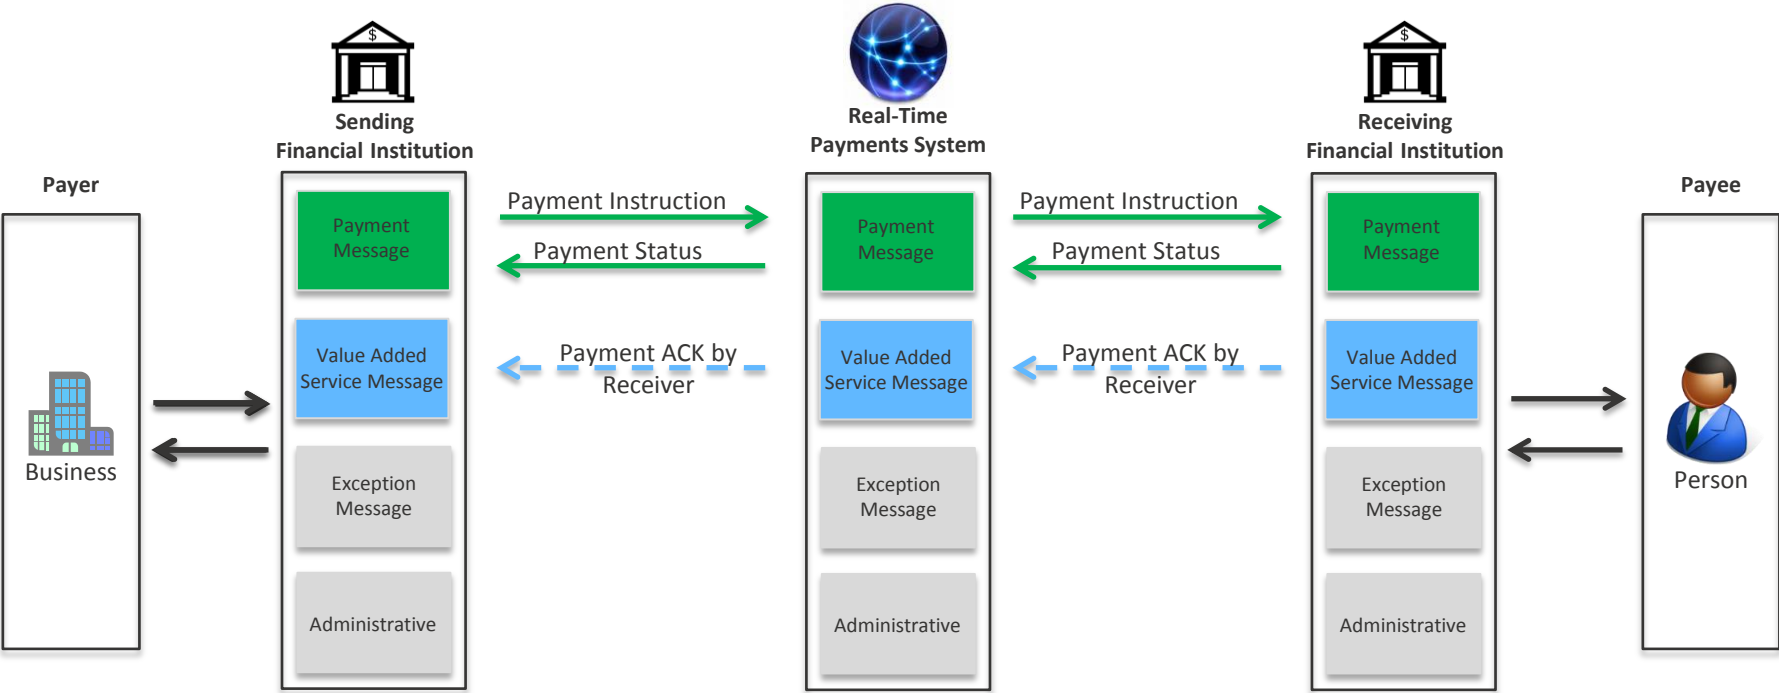 $
$
Sending
Financial Institution
Real-Time
Payments System
Receiving
Financial Institution
Payer
Payee
Business
Payment
Message
Value Added
Service Message
Exception
Message
Administrative
Payment Instruction
Payment Status
Payment ACK by
Receiver
Payment
Message
Value Added
Service Message
Exception
Message
Administrative
Payment Instruction
Payment Status
Payment ACK by
Receiver
Payment
Message
Value Added
Service Message
Exception
Message
Administrative
Person